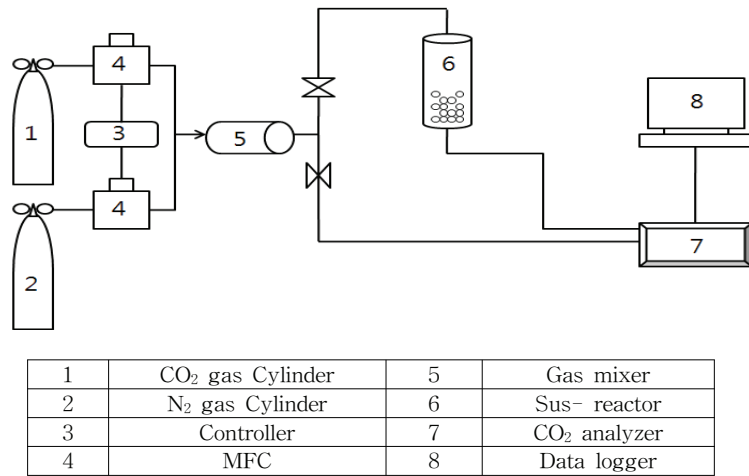 4
6
8
1
3
5
4
7
2
1 CO₂ gas Cylinder 5 Gas mixer
2 N₂ gas Cylinder 6 Sus- reactor
3 Controller 7 CO₂ analyzer
4 MFC 8 Data logger